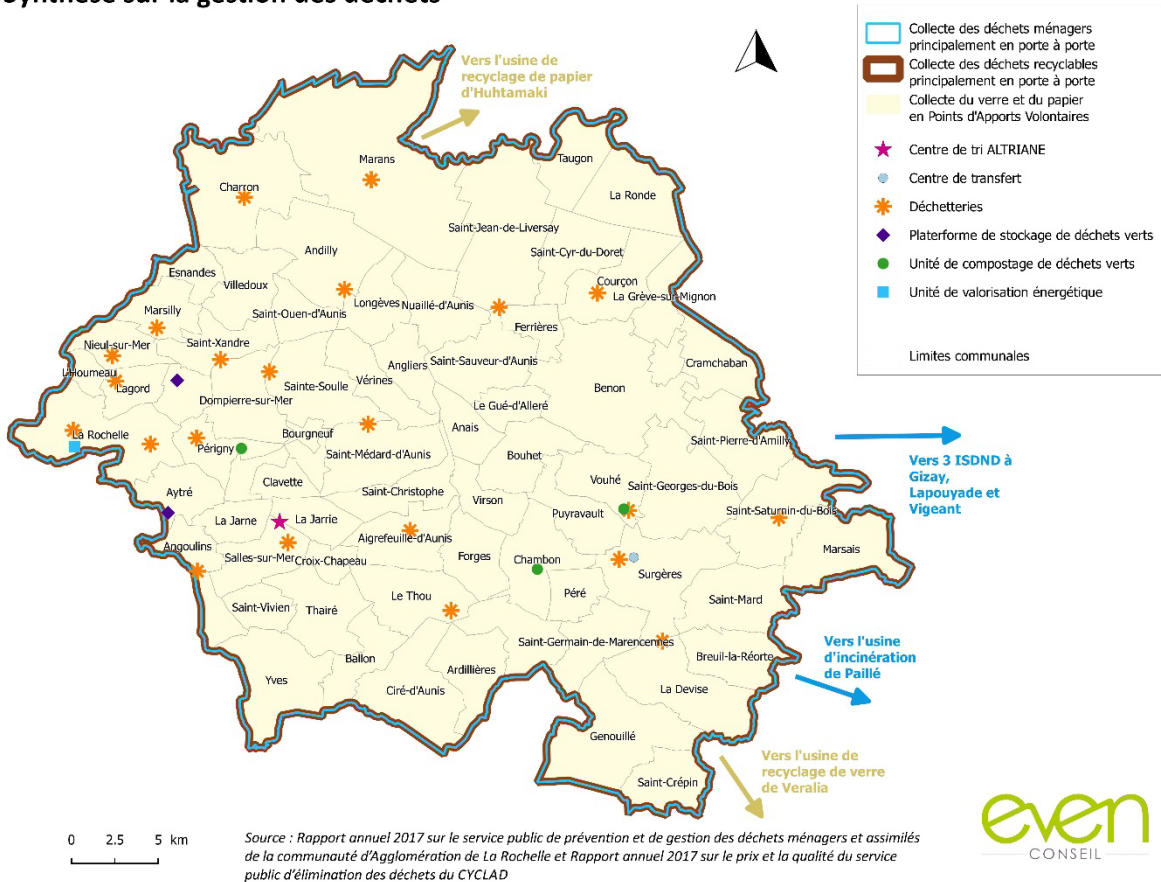 Synthèse sur la gestion des déchets
Collecte des déchets ménagers
principalement en porte à porte
Collecte des déchets recyclables
principalement en porte à porte
Collecte du verre et du papier
en Points d'Apports Volontaires
Centre de tri ALTRIANE
Centre de transfert
Déchetteries
Platerforme de stockage de déchets verts
Unité de compostage de déchets verts
Unité de valorisation énergétique
Limites communales
Vers l'usine de
recyclage de papier
d'Huhtamaki
Marans
Taugon
Charron
La Ronde
Saint-Jean-de-Liversay
Andilly
Saint-Cyr-du-Doret
Esnandes
Villedoux
Courçon
La Grève-sur-Mignon
Longèves
Nuaillé-d'Aunis
Saint-Ouen-d'Aunis
Marsilly
Ferrières
Nieul-sur-Mer
Saint-Xandre
Angliers
Saint-Sauveur-d'Aunis
Cramchaban
L'Houmeau
Lagord
Sainte-Soulle
Vérines
Benon
Dompierre-sur-Mer
Le Gué-d'Alleré
La Rochelle
Bourgneuf
Anais
Périgny
Saint-Médard-d'Aunis
Bouhet
Saint-Pierre-d'Amilly
Vers 3 ISDND à
Gizay,
Lapouyade et
Vigeant
Clavette
Vouhé
Saint-Georges-du-Bois
Aytré
Saint-Christophe
Virson
La Jarne
La Jarrie
Puyravault
Saint-Saturnin-du-Bois
Aigrefeuille-d'Aunis
Angoulins
Salles-sur-Mer
Croix-Chapeau
Forges
Chambon
Marsais
Surgères
Le Thou
Péré
Saint-Mard
Saint-Vivien
Thairé
Saint-Germain-de-Marencennes
Breuil-la-Réorte
Vers l'usine
d'incinération
de Paillé
Ballon
Ardillières
Yves
Ciré-d'Aunis
La Devise
Genouillé
Vers l'usine de
recyclage de verre
de Veralia
Saint-Crépin
0 2.5 5 km
Source : Rapport annuel 2017 sur le service public de prévention et de gestion des déchets ménagers et assimilés
de la communauté d'Agglomération de La Rochelle et Rapport annuel 2017 sur le prix et la qualité du service
public d'élimination des déchets du CYCLAD
even
CONSEIL